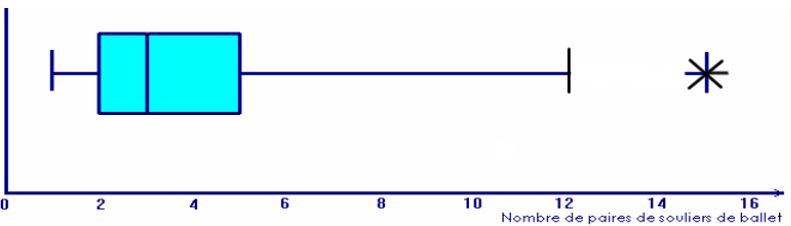 0 2 4 6 8 10 12 14 16
Nombre de paires de souliers de ballet